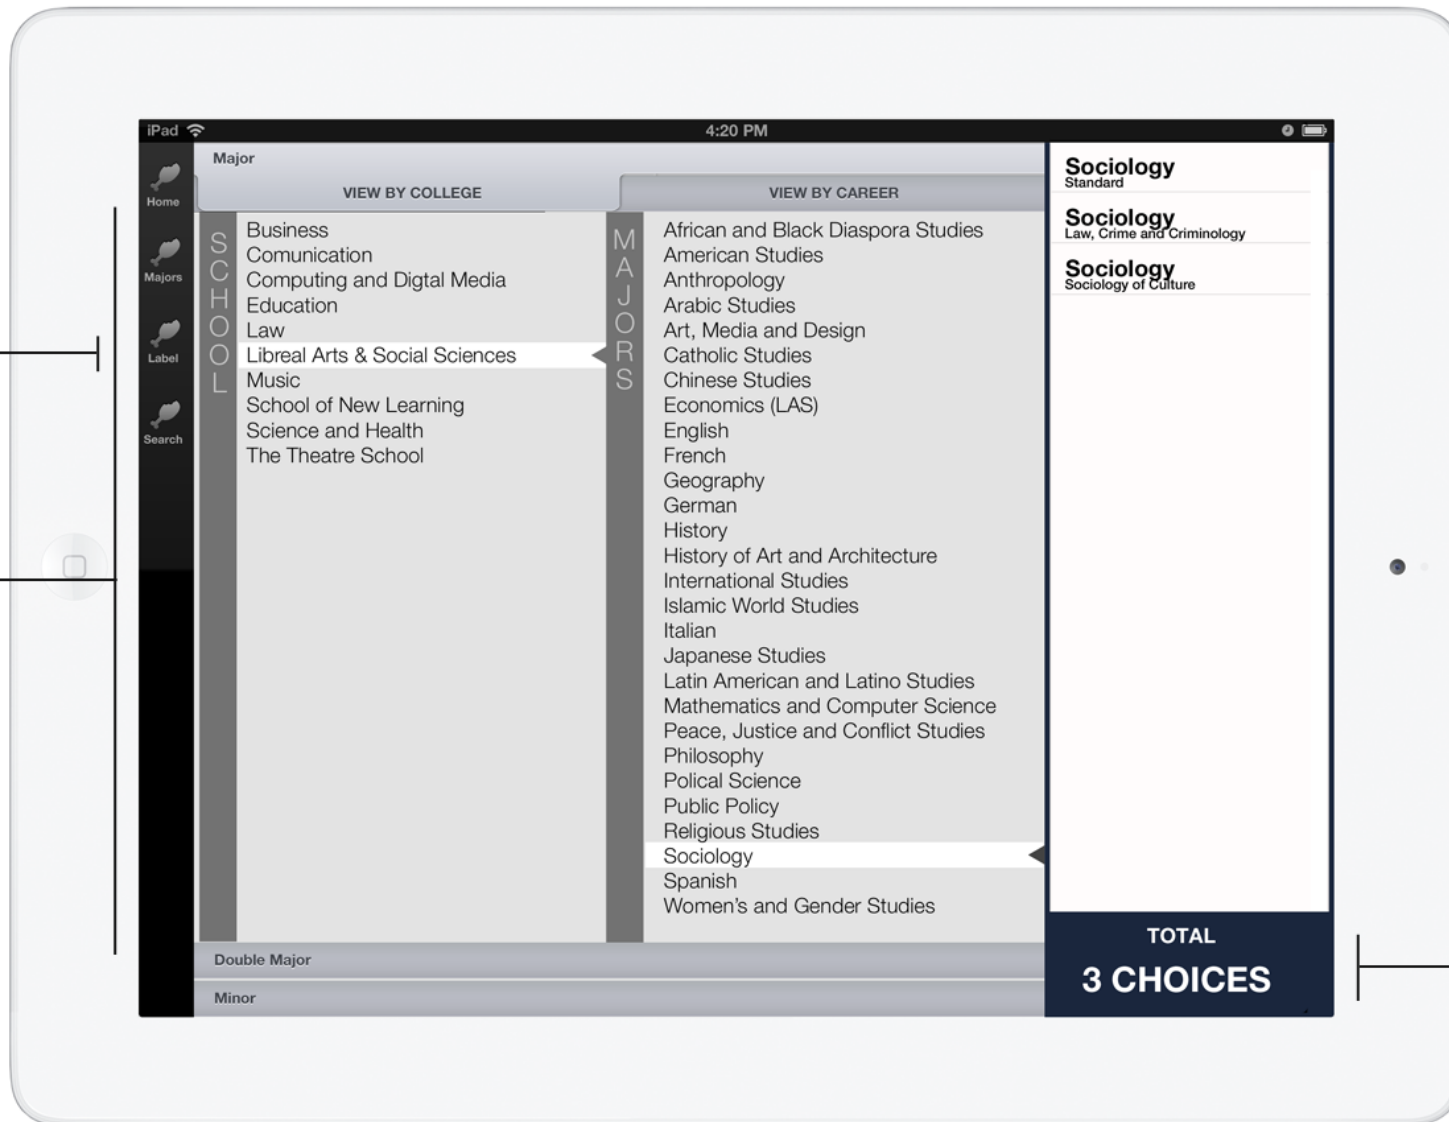 iPad
4:20 PM
Home
Majors
Label
Search
Major
VIEW BY COLLEGE
VIEW BY CAREER
SCHOOL
Business
Comunication
Computing and Digtal Media
Education
Law
Libreal Arts & Social Sciences
Music
School of New Learning
Science and Health
The Theatre School
MAJORS
African and Black Diaspora Studies
American Studies
Anthropology
Arabic Studies
Art, Media and Design
Catholic Studies
Chinese Studies
Economics (LAS)
English
French
Geography
German
History
History of Art and Architecture
International Studies
Islamic World Studies
Italian
Japanese Studies
Latin American and Latino Studies
Mathematics and Computer Science
Peace, Justice and Conflict Studies
Philosophy
Polical Science
Public Policy
Religious Studies
Sociology
Spanish
Women's and Gender Studies
Double Major
Minor
Sociology
Standard
Sociology
Law, Crime and Criminology
Sociology
Sociology of Culture
TOTAL
3 CHOICES